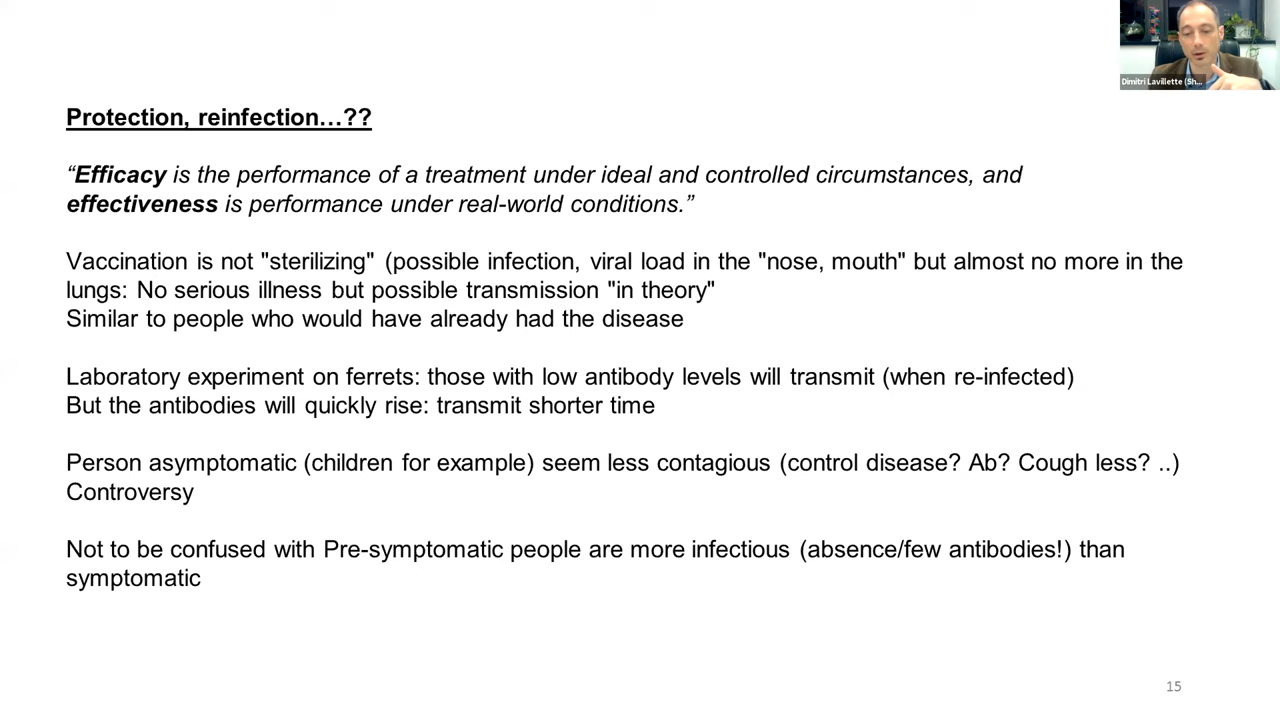 Dimitri Lavillette (Sh...
Protection, reinfection…??
“Efficacy is the performance of a treatment under ideal and controlled circumstances, and
effectiveness is performance under real-world conditions.”
Vaccination is not "sterilizing" (possible infection, viral load in the "nose, mouth" but almost no more in the
lungs: No serious illness but possible transmission "in theory"
Similar to people who would have already had the disease
Laboratory experiment on ferrets: those with low antibody levels will transmit (when re-infected)
But the antibodies will quickly rise: transmit shorter time
Person asymptomatic (children for example) seem less contagious (control disease? Ab? Cough less? ..)
Controversy
Not to be confused with Pre-symptomatic people are more infectious (absence/few antibodies!) than
symptomatic
15